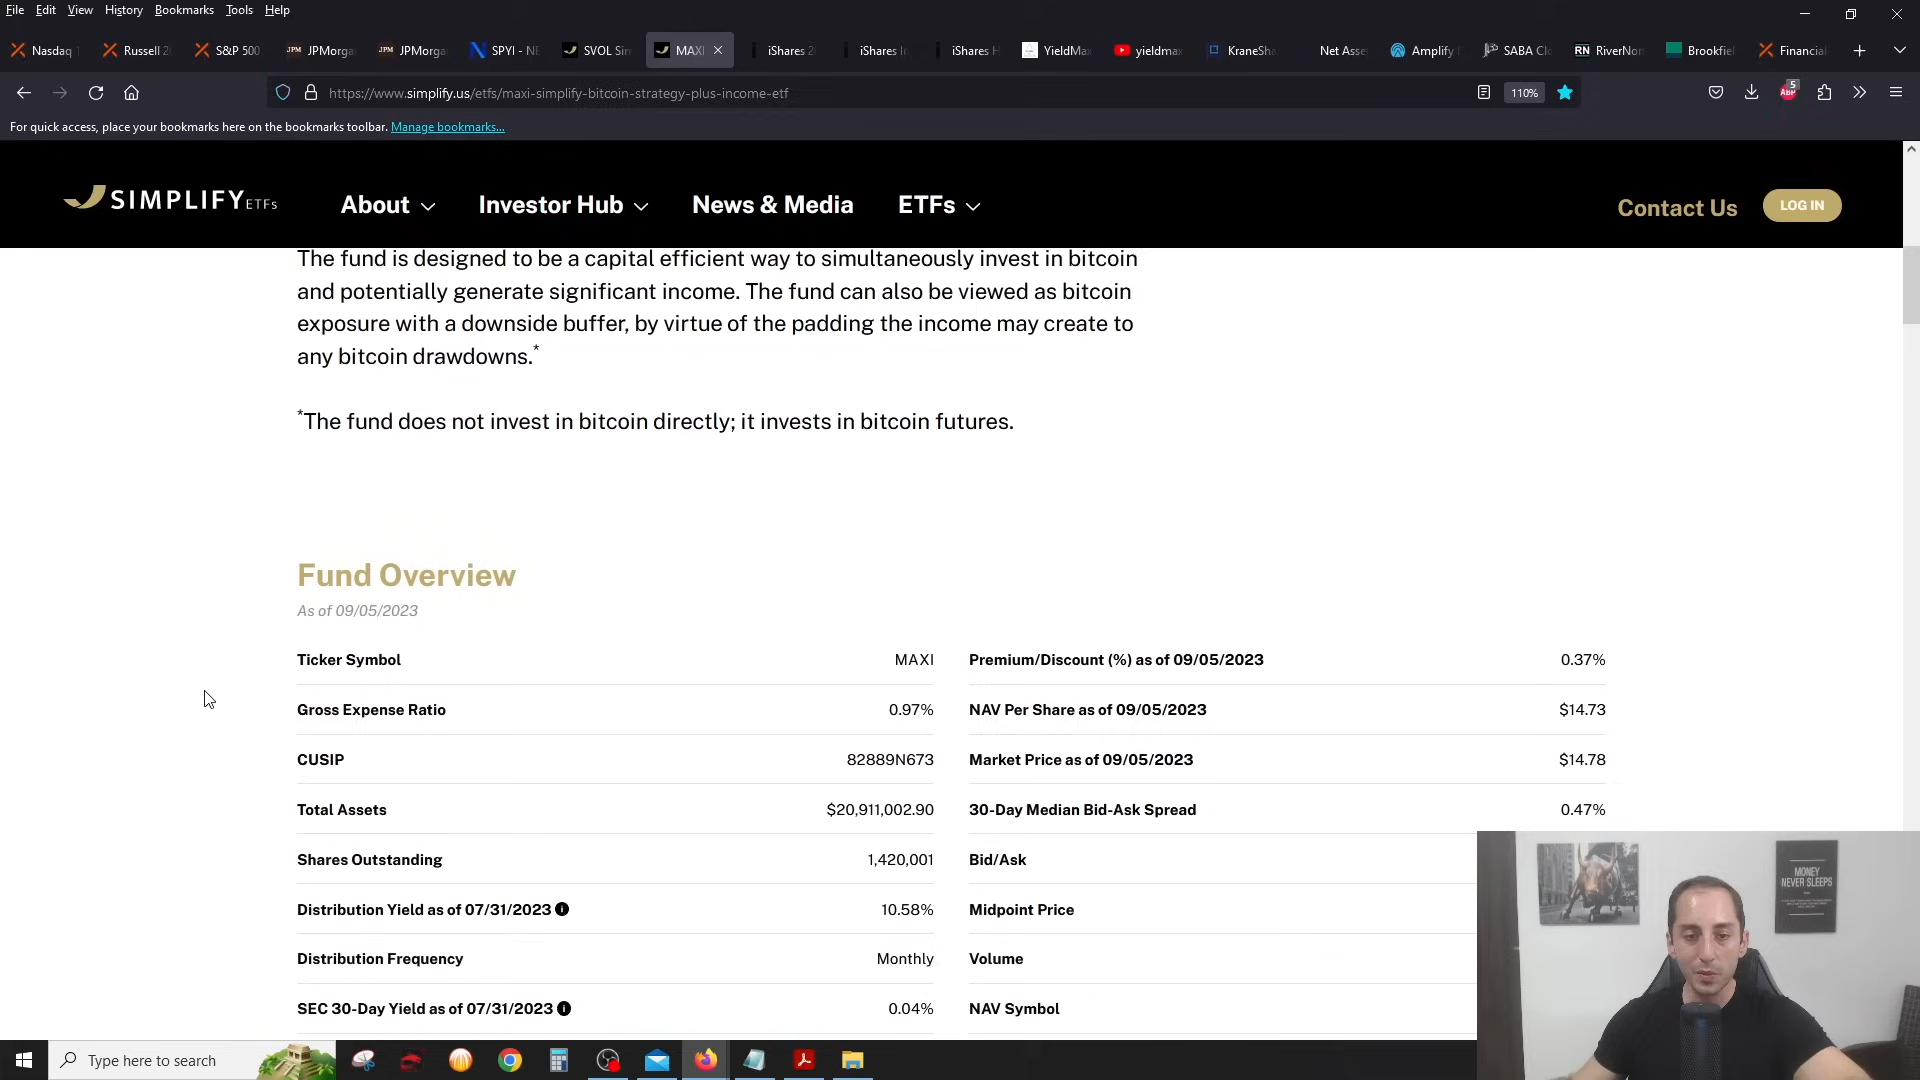 File Edit View History Bookmarks Tools Help
Nasdaq 1 Russell 2 S&P 500 JPM JPMorga JPM JPMorga SPYI - NE SVOL Sim MAXI iShares 2 iShares I iShares H YieldMa yieldmax KraneSha Net Asse Amplify SABA Cl RN RiverNor Brookfiel Financial
https://www.simplify.us/etfs/maxi-simplify-bitcoin-strategy-plus-income-etf 110% ABP 5
For quick access, place your bookmarks here on the bookmarks toolbar. Manage bookmarks...
SIMPLIFY ETFs About Investor Hub News & Media ETFs Contact Us LOG IN
The fund is designed to be a capital efficient way to simultaneously invest in bitcoin
and potentially generate significant income. The fund can also be viewed as bitcoin
exposure with a downside buffer, by virtue of the padding the income may create to
any bitcoin drawdowns.*
*The fund does not invest in bitcoin directly; it invests in bitcoin futures.
Fund Overview
As of 09/05/2023
Ticker Symbol MAXI Premium/Discount (%) as of 09/05/2023 0.37%
Gross Expense Ratio 0.97% NAV Per Share as of 09/05/2023 $14.73
CUSIP 82889N673 Market Price as of 09/05/2023 $14.78
Total Assets $20,911,002.90 30-Day Median Bid-Ask Spread 0.47%
Shares Outstanding 1,420,001 Bid/Ask
Distribution Yield as of 07/31/2023 10.58% Midpoint Price
Distribution Frequency Monthly Volume
SEC 30-Day Yield as of 07/31/2023 0.04% NAV Symbol
MONEY
NEVER SLEEPS
Type here to search